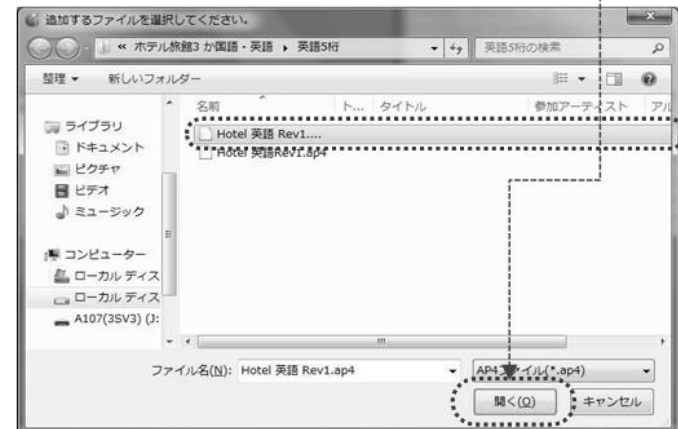 追加するファイルを選択してください。
« ホテル旅館3 か国語・英語 ▸ 英語5桁
英語5桁の検索
整理 ▾ 新しいフォルダー
名前 ト... タイトル 参加アーティスト アル
Hotel 英語 Rev1....
Hotel 英語Rev1.ap4
ライブラリ
ドキュメント
ピクチャ
ビデオ
ミュージック
コンピューター
ローカル ディス
ローカル ディス
A107(3SV3) (J:
ファイル名(N): Hotel 英語 Rev1.ap4
AP4ファイル(*.ap4)
開く(O) キャンセル